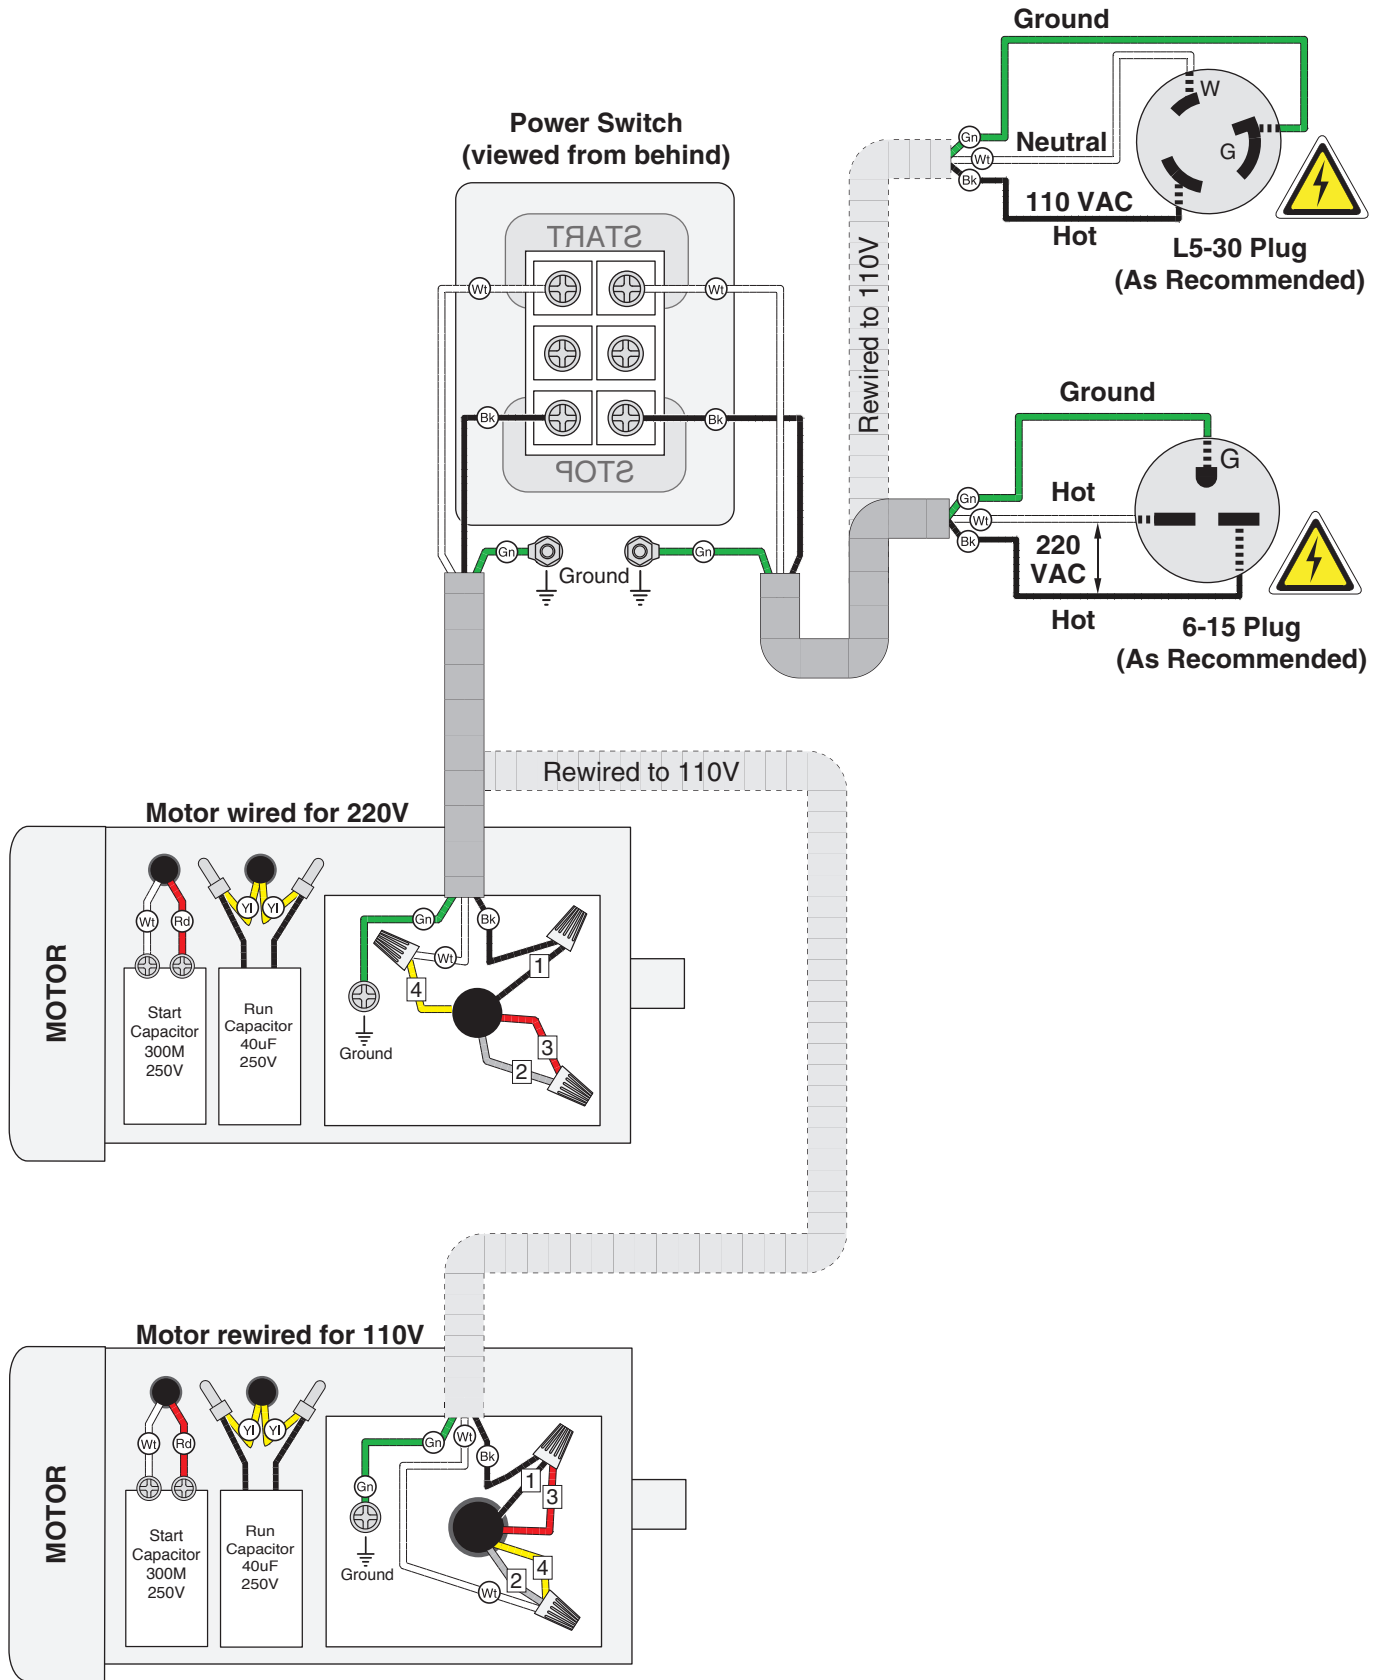 Ground
W
Gn
Neutral
Wt
G
Bk
110 VAC
Hot
L5-30 Plug
(As Recommended)
Power Switch
(viewed from behind)
START
Wt
Wt
Bk
Bk
STOP
Gn
Gn
Ground
Rewired to 110V
Ground
G
Gn
Hot
Wt
Bk
220
VAC
Hot
6-15 Plug
(As Recommended)
Rewired to 110V
Motor wired for 220V
MOTOR
Wt
Rd
Yl
Yl
Start
Capacitor
300M
250V
Run
Capacitor
40uF
250V
Gn
Bk
Wt
1
4
3
2
Ground
Motor rewired for 110V
MOTOR
Wt
Rd
Yl
Yl
Start
Capacitor
300M
250V
Run
Capacitor
40uF
250V
Gn
Wt
Bk
Gn
1
3
4
2
Wt
Ground